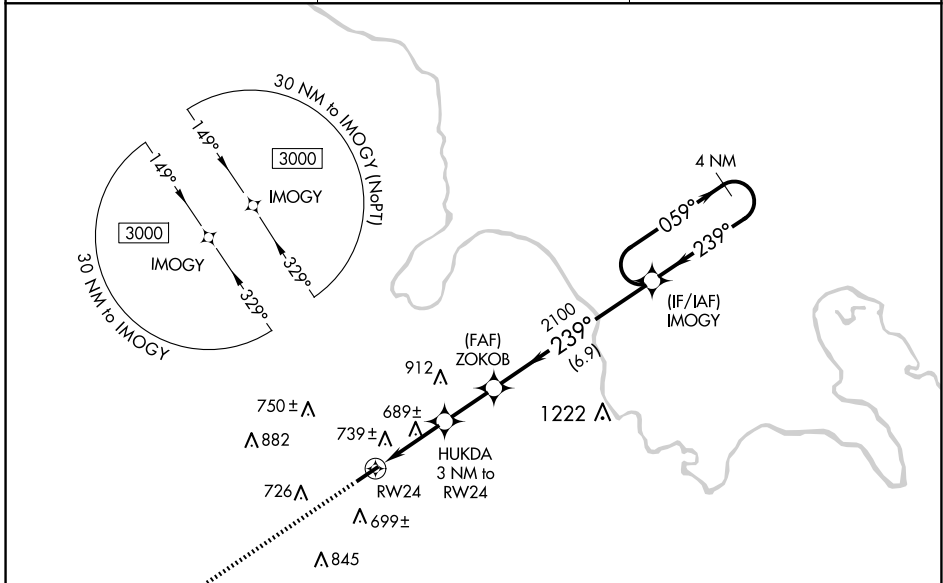 30 NM to IMOGY (NoPT)
149°
3000
IMOGY
329°
149°
3000
IMOGY
329°
30 NM to IMOGY
4 NM
059°
239°
(IF/IAF)
IMOGY
2100
239°
(6.9)
(FAF)
ZOKOB
912
1222
750 ±
689±
882
739±
HUKDA
3 NM to
RW24
RW24
726
699±
845